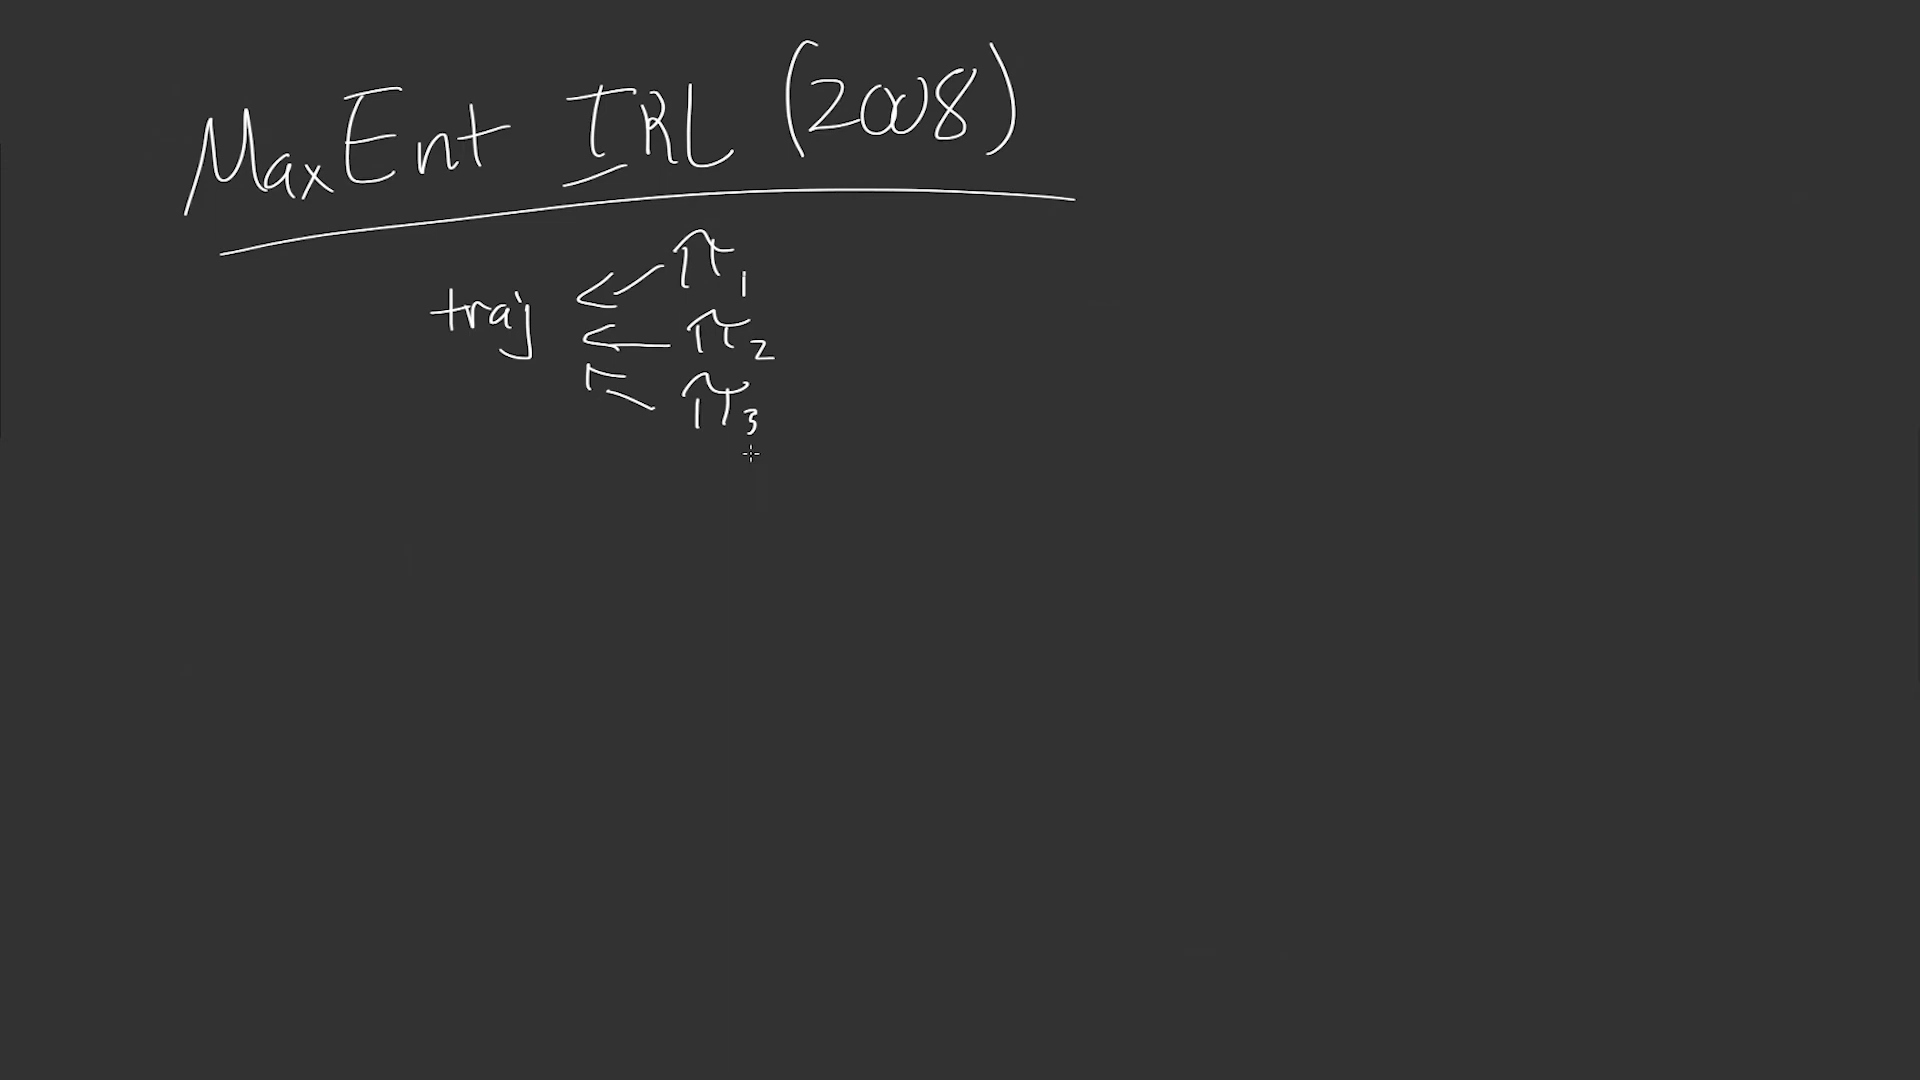 MaxEnt IRL (2008)
traj ← π₁
← π₂
← π₃